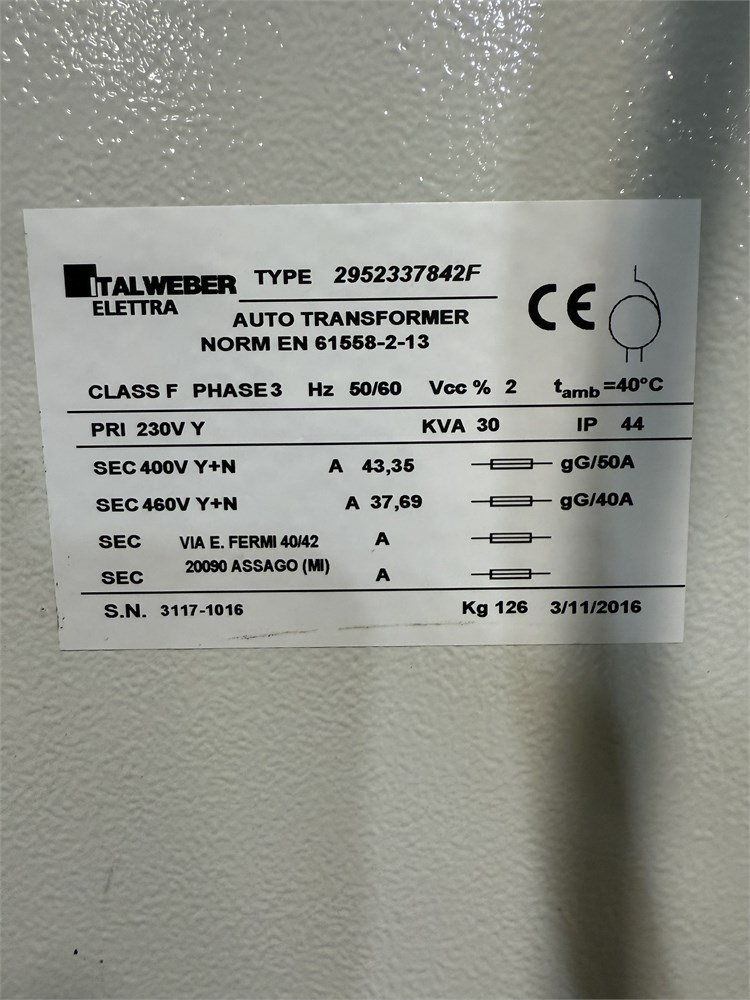 ITALWEBER
ELETTRA
TYPE 2952337842F
AUTO TRANSFORMER
NORM EN 61558-2-13
CE
CLASS F PHASE 3 Hz 50/60 Vcc % 2 tamb=40°C
PRI 230V Y KVA 30 IP 44
SEC 400V Y+N A 43,35 gG/50A
SEC 460V Y+N A 37,69 gG/40A
SEC VIA E. FERMI 40/42 A
SEC 20090 ASSAGO (MI) A
S.N. 3117-1016 Kg 126 3/11/2016